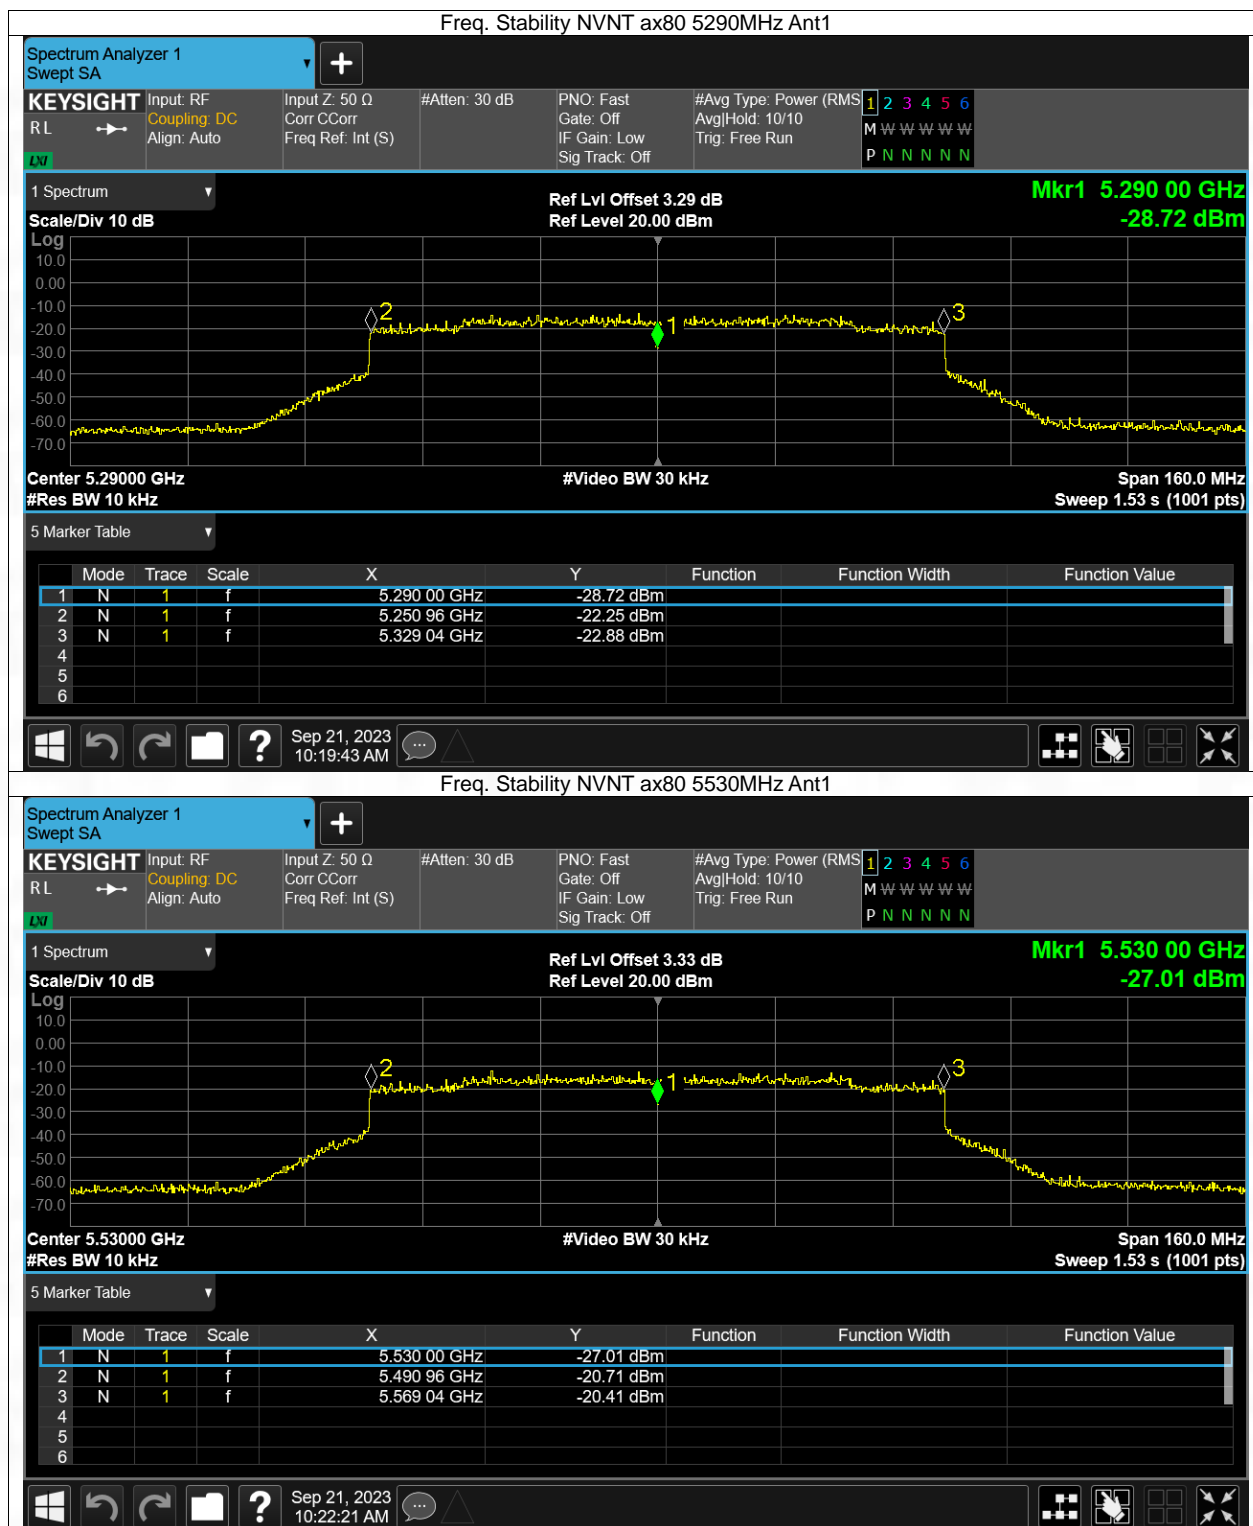 Freq. Stability NVNT ax80 5290MHz Ant1
Spectrum Analyzer 1
Swept SA
KEYSIGHT
R L
LXI
Input: RF
Coupling: DC
Align: Auto
Input Z: 50 Ω
Corr CCorr
Freq Ref: Int (S)
#Atten: 30 dB
PNO: Fast
Gate: Off
IF Gain: Low
Sig Track: Off
#Avg Type: Power (RMS
Avg|Hold: 10/10
Trig: Free Run
1 2 3 4 5 6
M W W W W W
P N N N N N
1 Spectrum
Scale/Div 10 dB
Ref Lvl Offset 3.29 dB
Ref Level 20.00 dBm
Mkr1 5.290 00 GHz
-28.72 dBm
Log
10.0
0.00
-10.0
-20.0
-30.0
-40.0
-50.0
-60.0
-70.0
2
1
3
Center 5.29000 GHz
#Res BW 10 kHz
#Video BW 30 kHz
Span 160.0 MHz
Sweep 1.53 s (1001 pts)
5 Marker Table
Mode Trace Scale X Y Function Function Width Function Value
1 N 1 f 5.290 00 GHz -28.72 dBm
2 N 1 f 5.250 96 GHz -22.25 dBm
3 N 1 f 5.329 04 GHz -22.88 dBm
4
5
6
?
Sep 21, 2023
10:19:43 AM
Freq. Stability NVNT ax80 5530MHz Ant1
Spectrum Analyzer 1
Swept SA
KEYSIGHT
R L
LXI
Input: RF
Coupling: DC
Align: Auto
Input Z: 50 Ω
Corr CCorr
Freq Ref: Int (S)
#Atten: 30 dB
PNO: Fast
Gate: Off
IF Gain: Low
Sig Track: Off
#Avg Type: Power (RMS
Avg|Hold: 10/10
Trig: Free Run
1 2 3 4 5 6
M W W W W W
P N N N N N
1 Spectrum
Scale/Div 10 dB
Ref Lvl Offset 3.33 dB
Ref Level 20.00 dBm
Mkr1 5.530 00 GHz
-27.01 dBm
Log
10.0
0.00
-10.0
-20.0
-30.0
-40.0
-50.0
-60.0
-70.0
2
1
3
Center 5.53000 GHz
#Res BW 10 kHz
#Video BW 30 kHz
Span 160.0 MHz
Sweep 1.53 s (1001 pts)
5 Marker Table
Mode Trace Scale X Y Function Function Width Function Value
1 N 1 f 5.530 00 GHz -27.01 dBm
2 N 1 f 5.490 96 GHz -20.71 dBm
3 N 1 f 5.569 04 GHz -20.41 dBm
4
5
6
?
Sep 21, 2023
10:22:21 AM